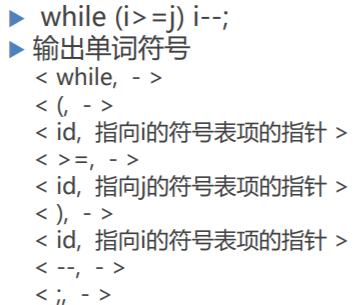 while (i>=j) i--;
输出单词符号
< while, - >
< (, - >
< id, 指向i的符号表项的指针 >
< >=, - >
< id, 指向j的符号表项的指针 >
< ), - >
< id, 指向i的符号表项的指针 >
< --, - >
< ;, - >